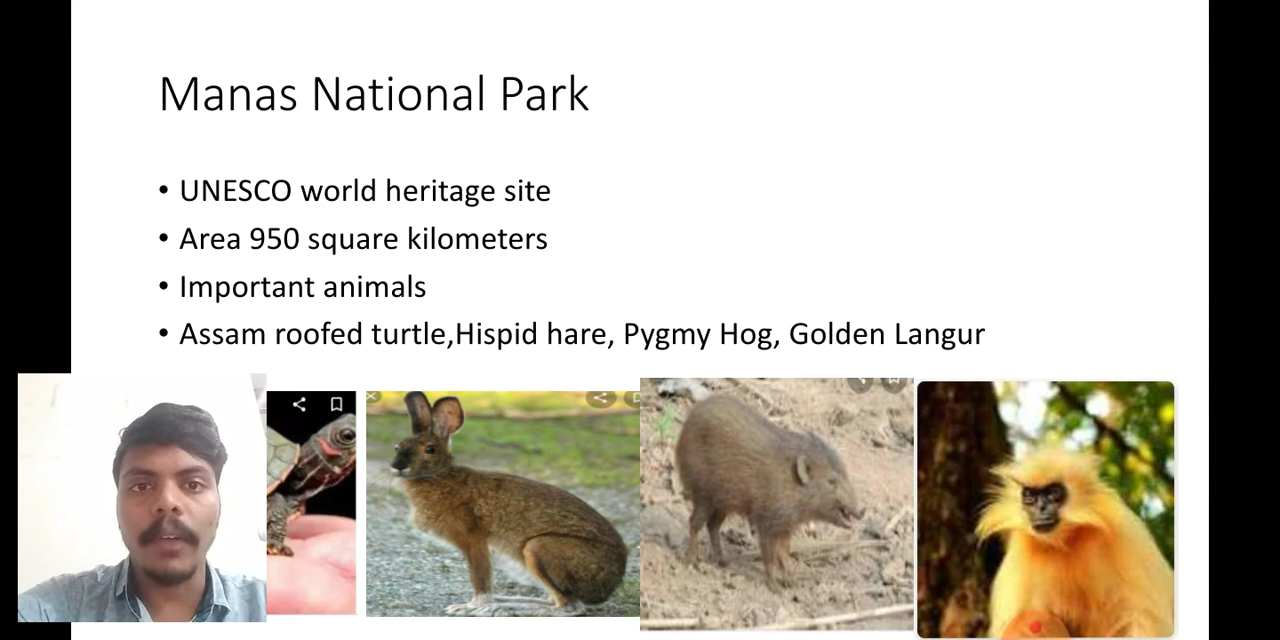 Manas National Park
• UNESCO world heritage site
• Area 950 square kilometers
• Important animals
• Assam roofed turtle,Hispid hare, Pygmy Hog, Golden Langur